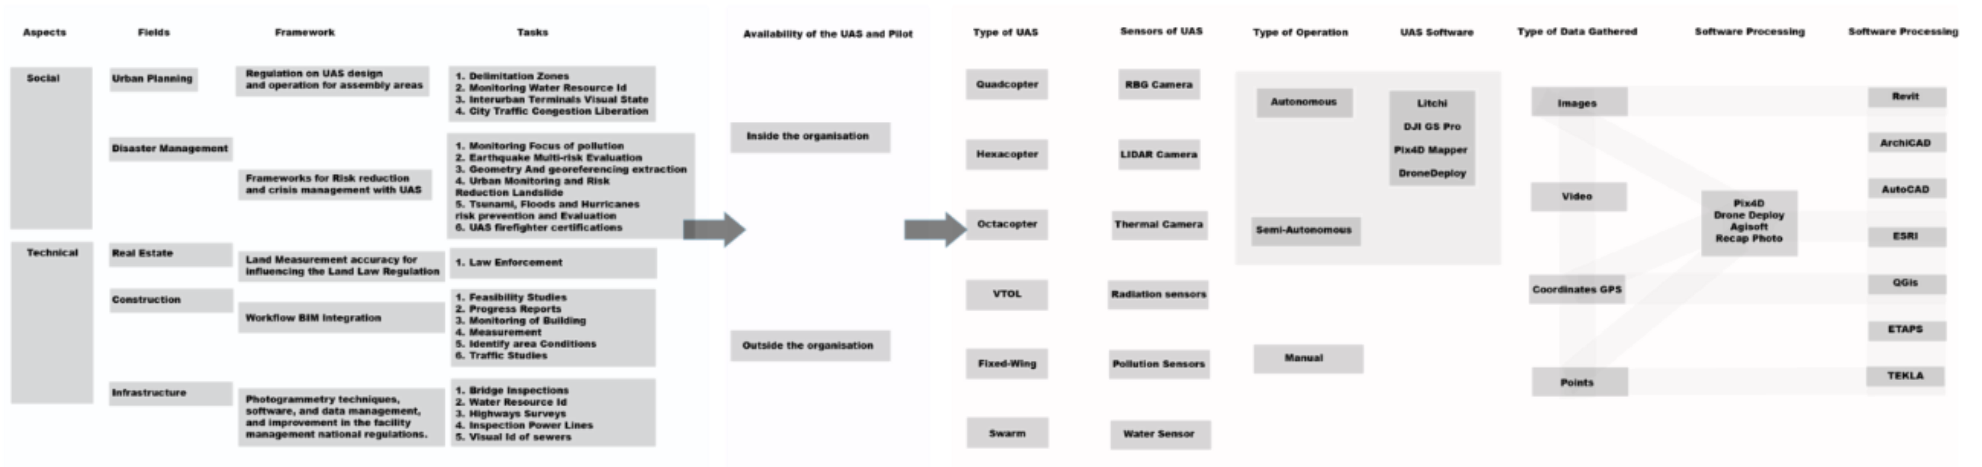 Aspects
Fields
Framework
Tasks
Availability of the UAS and Pilot
Type of UAS
Sensors of UAS
Type of Operation
UAS Software
Type of Data Gathered
Software Processing
Software Processing
Social
Urban Planning
Regulation on UAS design
and operation for assembly areas
1. Delimitation Zones
2. Monitoring Water Resource Id
3. Interurban Terminals Visual State
4. City Traffic Congestion Liberation
Disaster Management
Frameworks for Risk reduction
and crisis management with UAS
1. Monitoring Focus of pollution
2. Earthquake Multi-risk Evaluation
3. Geometry And georeferencing extraction
4. Urban Monitoring and Risk
Reduction Landslide
5. Tsunami, Floods and Hurricanes
risk prevention and Evaluation
6. UAS firefighter certifications
Technical
Real Estate
Land Measurement accuracy for
influencing the Land Law Regulation
1. Law Enforcement
Construction
Workflow BIM Integration
1. Feasibility Studies
2. Progress Reports
3. Monitoring of Building
4. Measurement
5. Identify area Conditions
6. Traffic Studies
Infrastructure
Photogrammetry techniques,
software, and data management,
and improvement in the facility
management national regulations.
1. Bridge Inspections
2. Water Resource Id
3. Highways Surveys
4. Inspection Power Lines
5. Visual Id of sewers
Inside the organisation
Outside the organisation
Quadcopter
Hexacopter
Octacopter
VTOL
Fixed-Wing
Swarm
RBG Camera
LIDAR Camera
Thermal Camera
Radiation sensors
Pollution Sensors
Water Sensor
Autonomous
Semi-Autonomous
Manual
Litchi
DJI GS Pro
Pix4D Mapper
DroneDeploy
Images
Video
Coordinates GPS
Points
Pix4D
Drone Deploy
Agisoft
Recap Photo
Revit
ArchiCAD
AutoCAD
ESRI
QGis
ETAPS
TEKLA